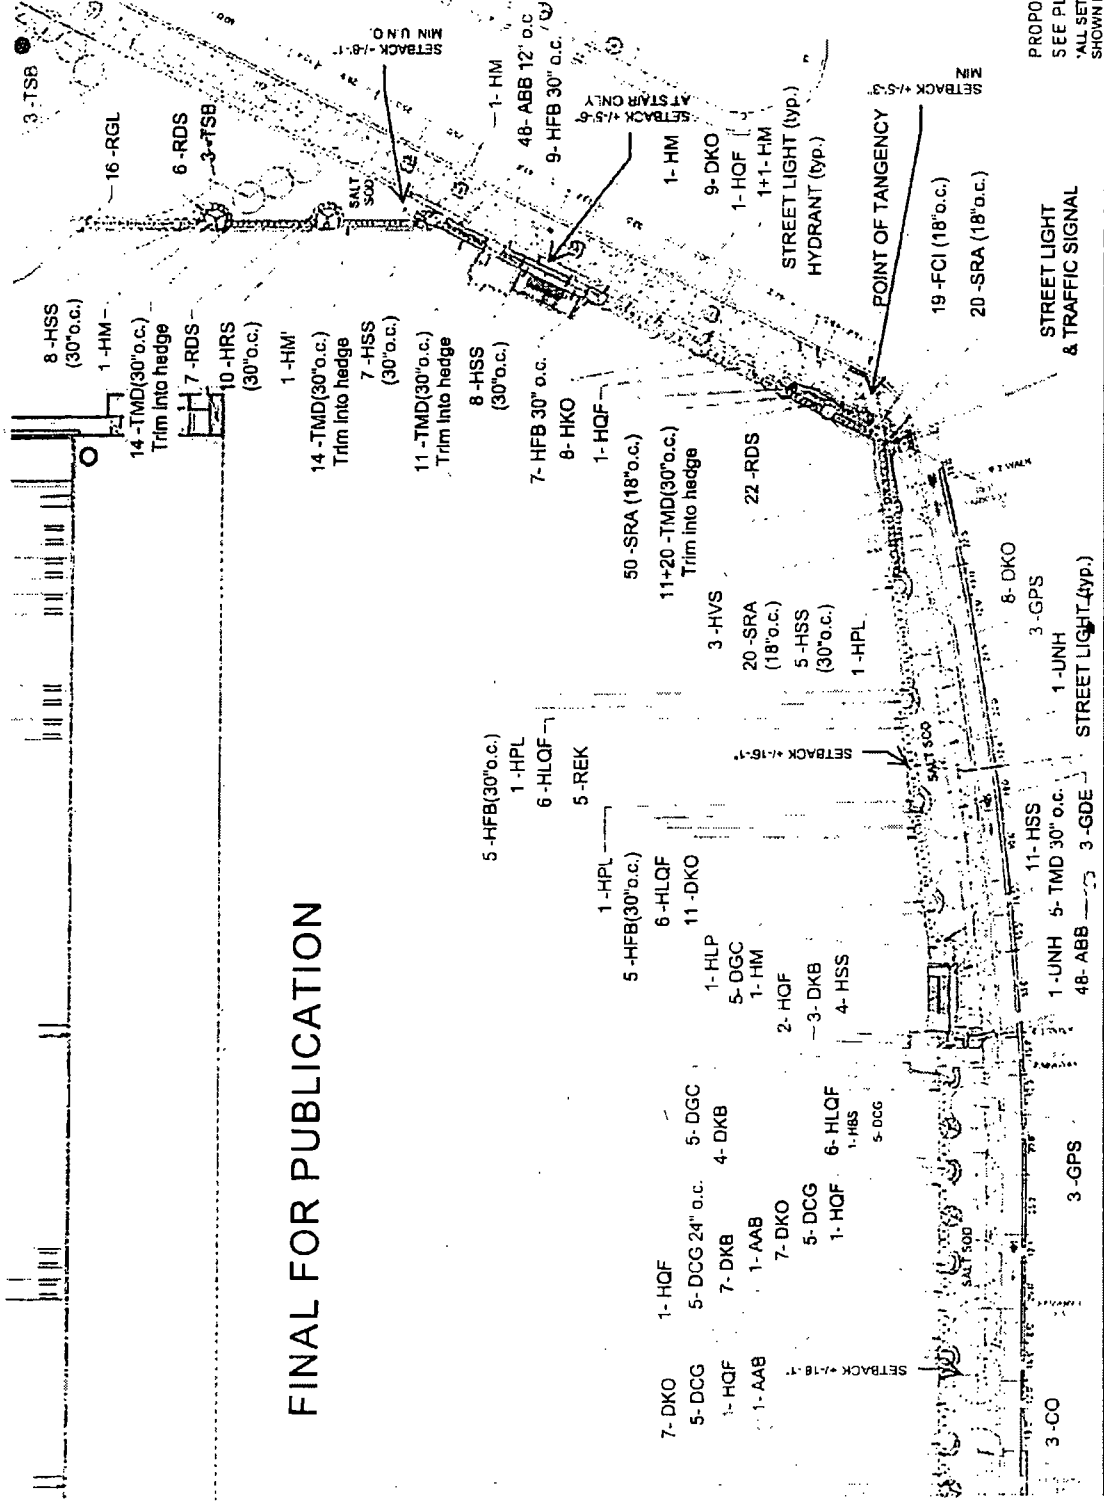 FINAL FOR PUBLICATION
3 -TSB
16 -RGL
6 -RDS
3 -TSB
8 -HSS
(30"o.c.)
1 -HM
14 -TMD(30"o.c.)
Trim into hedge
7 -RDS
10 -HRS
(30"o.c.)
1 -HM
14 -TMD(30"o.c.)
Trim into hedge
7 -HSS
(30"o.c.)
11 -TMD(30"o.c.)
Trim into hedge
8 -HSS
(30"o.c.)
SALT
SOD
SETBACK +/-8'-1"
MIN U.N.O.
1- HM
48- ABB 12" o.c
9- HFB 30" o.c.
SETBACK +/-5'-6"
AT STAIR ONLY
1- HM
9- DKO
1- HQF
1+1- HM
STREET LIGHT (typ.)
HYDRANT (typ.)
POINT OF TANGENCY
SETBACK +/-5'-3"
MIN
19 -FCI (18"o.c.)
20 -SRA (18"o.c.)
STREET LIGHT
& TRAFFIC SIGNAL
PROPO
SEE PL
*ALL SET
SHOWN
7- HFB 30" o.c.
8- HKO
1- HQF
50 -SRA (18"o.c.)
11+20 -TMD(30"o.c.)
Trim into hedge
22 -RDS
3 -HVS
20 -SRA
(18"o.c.)
5 -HSS
(30"o.c.)
1 -HPL
5 -HFB(30"o.c.)
1 -HPL
6 -HLQF
5 -REK
SETBACK +/-16'-1"
SALT SOD
1 -HPL
5 -HFB(30"o.c.)
6 -HLQF
11 -DKO
1- HLP
5- DGC
1- HM
2- HQF
3- DKB
4- HSS
5- DGC
4- DKB
6- HLQF
1- HBS
5- DCG
1- HQF
5- DCG 24" o.c.
7- DKB
1- AAB
7- DKO
5- DCG
1- HQF
7- DKO
5- DCG
1- HQF
1- AAB
SETBACK +/-18'-1"
SALT SOD
WALK
8- DKO
3 -GPS
1 -UNH
STREET LIGHT (typ.)
11- HSS
5- TMD 30" o.c.
3 -GDE
1 -UNH
48- ABB
3 -GPS
3 -CO